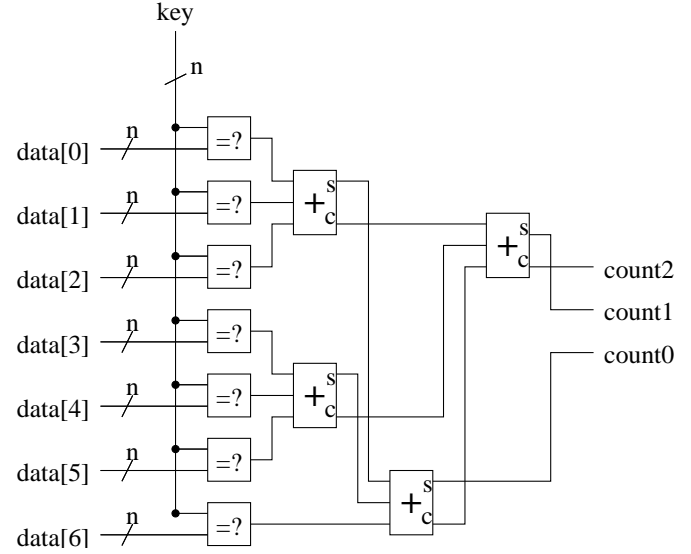 key
n
n
data[0]
=?
n
data[1]
=?
+
s
c
n
data[2]
=?
+
s
c
count2
n
data[3]
=?
count1
count0
n
data[4]
=?
+
s
c
n
data[5]
=?
+
s
c
n
data[6]
=?